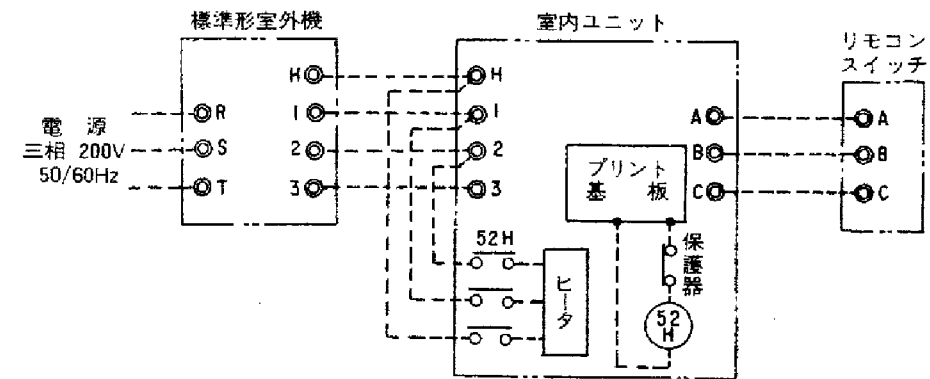 標準形室外機
室内ユニット
リモコン
スイッチ
電源
三相 200V
50/60Hz
R
S
T
H
1
2
3
H
1
2
3
A
B
C
A
B
C
プリント
基板
52H
ヒータ
保護器
52
H